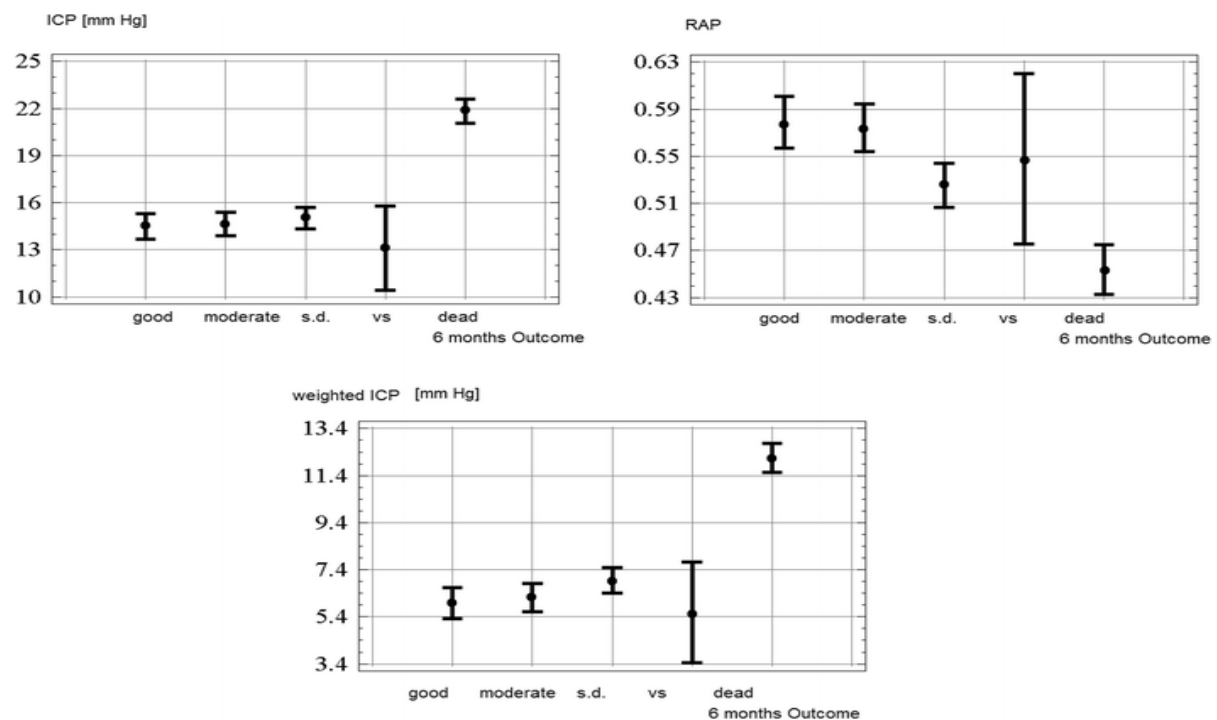 ICP [mm Hg]
25
22
19
16
13
10
good moderate s.d. vs dead
6 months Outcome
RAP
0.63
0.59
0.55
0.51
0.47
0.43
good moderate s.d. vs dead
6 months Outcome
weighted ICP [mm Hg]
13.4
11.4
9.4
7.4
5.4
3.4
good moderate s.d. vs dead
6 months Outcome